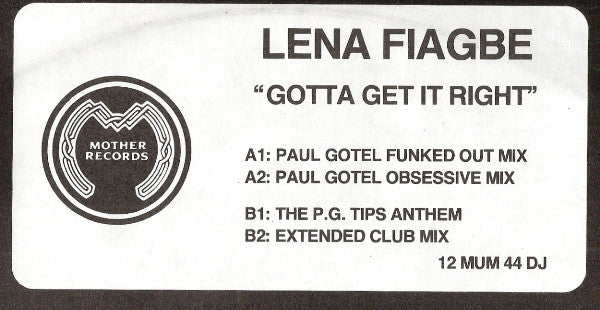 LENA FIAGBE
"GOTTA GET IT RIGHT"
MOTHER
RECORDS
A1: PAUL GOTEL FUNKED OUT MIX
A2: PAUL GOTEL OBSESSIVE MIX
B1: THE P.G. TIPS ANTHEM
B2: EXTENDED CLUB MIX
12 MUM 44 DJ